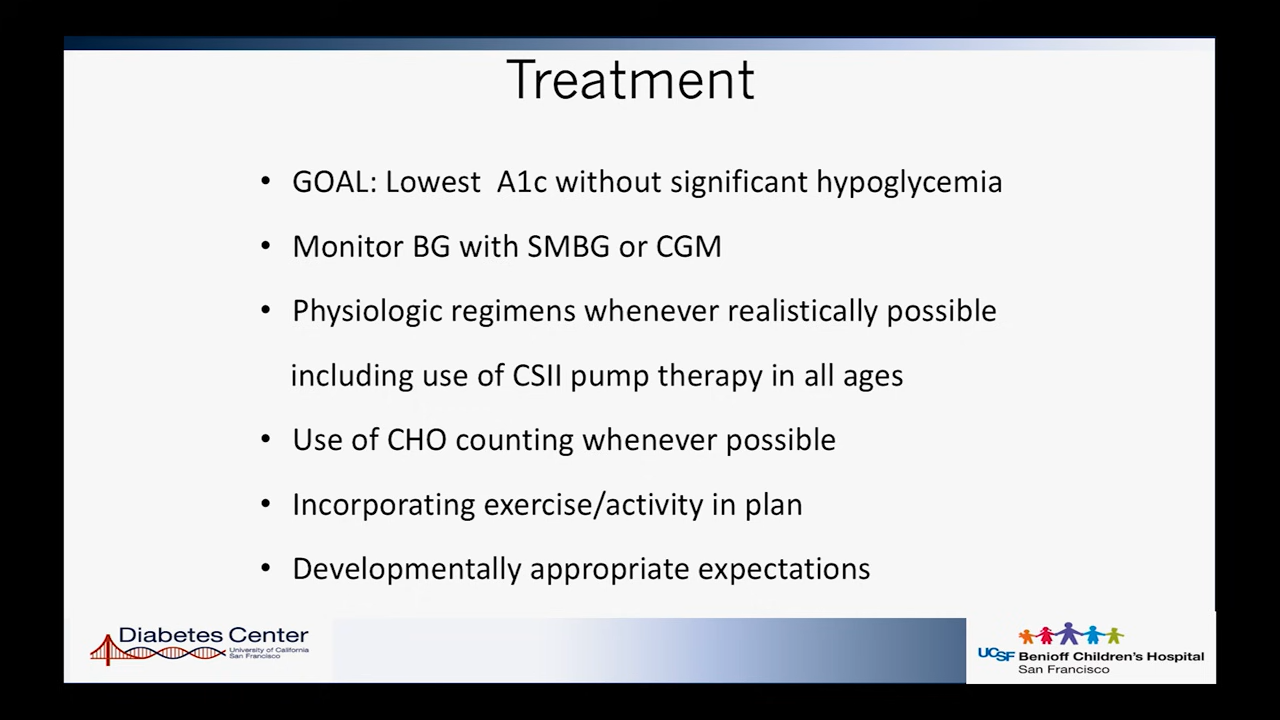 Treatment
• GOAL: Lowest A1c without significant hypoglycemia
• Monitor BG with SMBG or CGM
• Physiologic regimens whenever realistically possible
including use of CSII pump therapy in all ages
• Use of CHO counting whenever possible
• Incorporating exercise/activity in plan
• Developmentally appropriate expectations
Diabetes Center
University of California
San Francisco
UCSF Benioff Children's Hospital
San Francisco